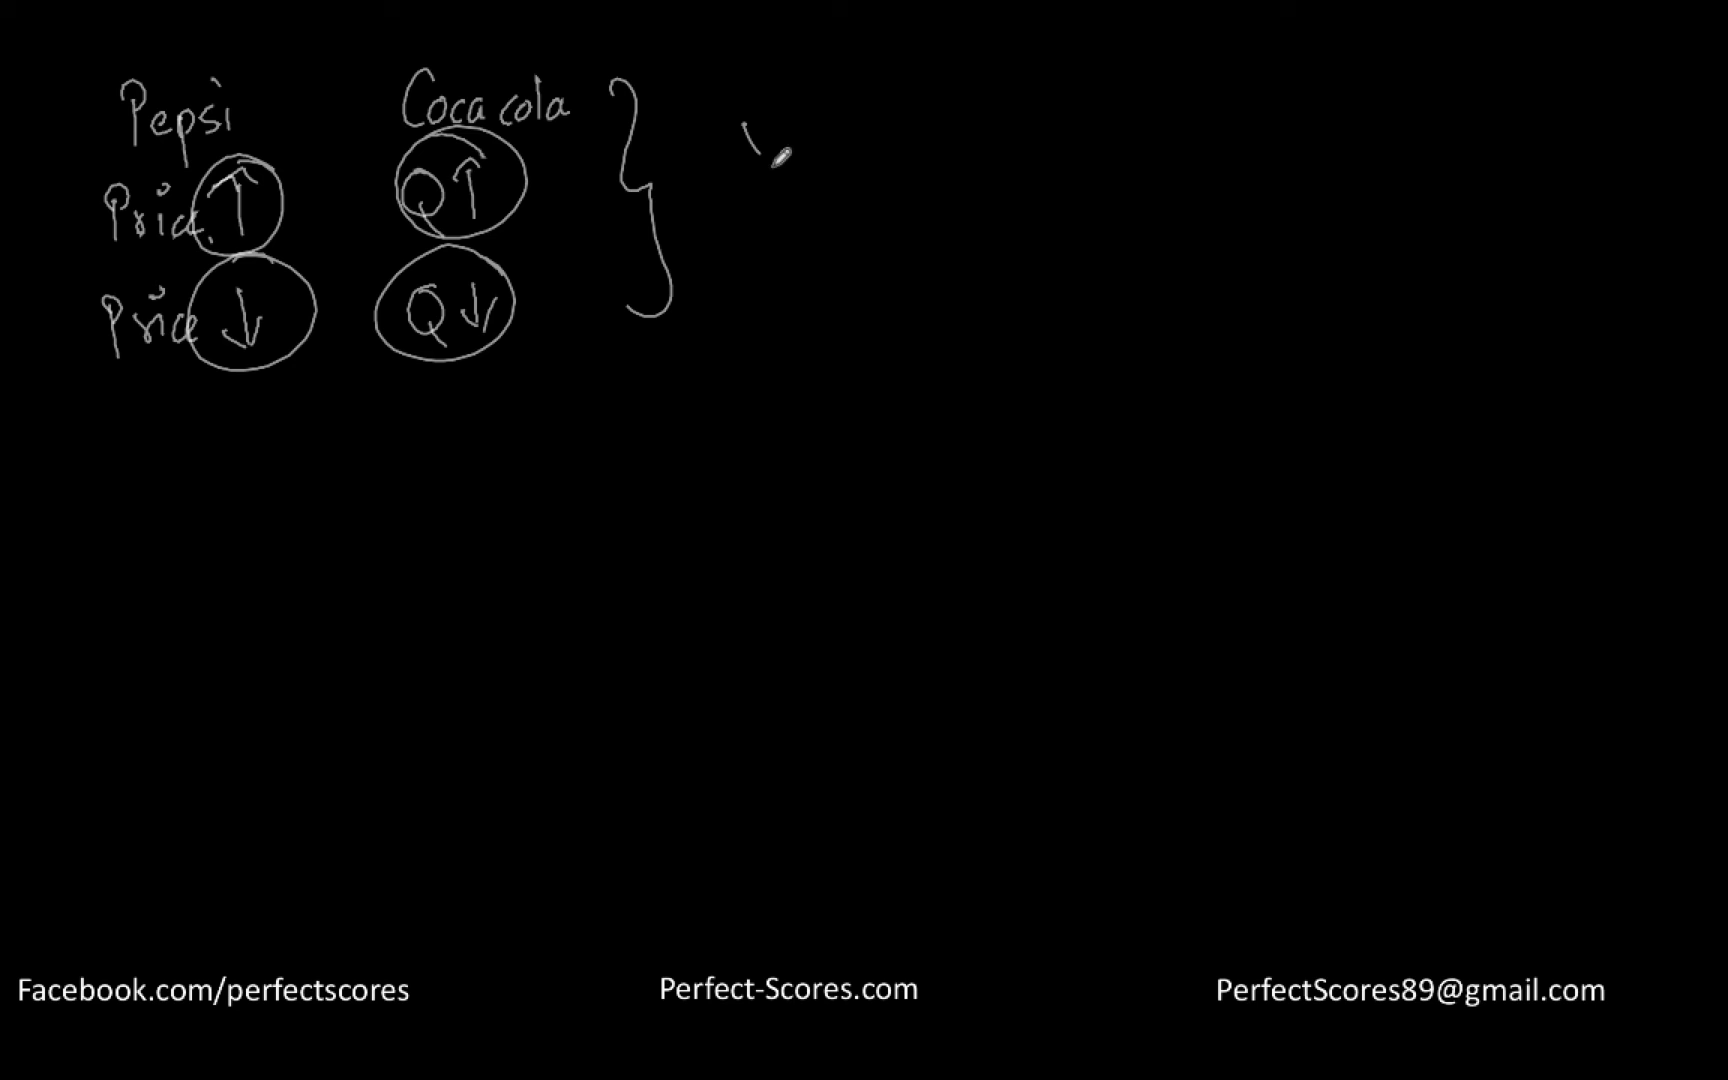 Pepsi Coca cola
Price ↑ Q ↑
Price ↓ Q ↓
Facebook.com/perfectscores Perfect-Scores.com PerfectScores89@gmail.com